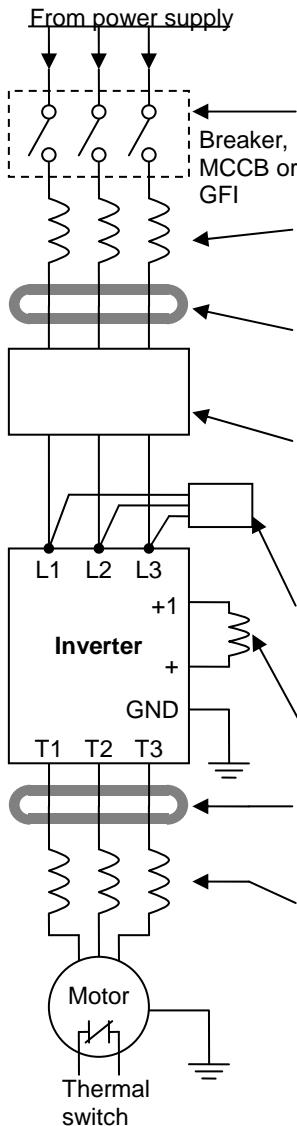 From power supply
Breaker,
MCCB or
GFI
L1 L2 L3
+1
Inverter
+
GND
T1 T2 T3
Motor
Thermal
switch